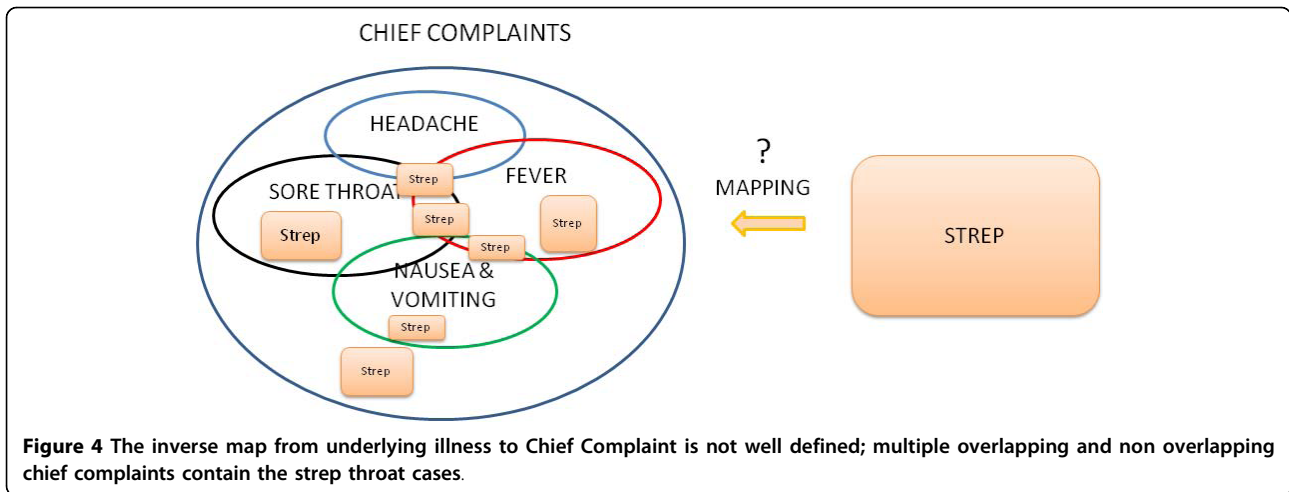 CHIEF COMPLAINTS
HEADACHE
?
MAPPING
Strep
FEVER
SORE THROAT
Strep
Strep
Strep
STREP
Strep
NAUSEA &
VOMITING
Strep
Strep
Figure 4 The inverse map from underlying illness to Chief Complaint is not well defined; multiple overlapping and non overlapping
chief complaints contain the strep throat cases.